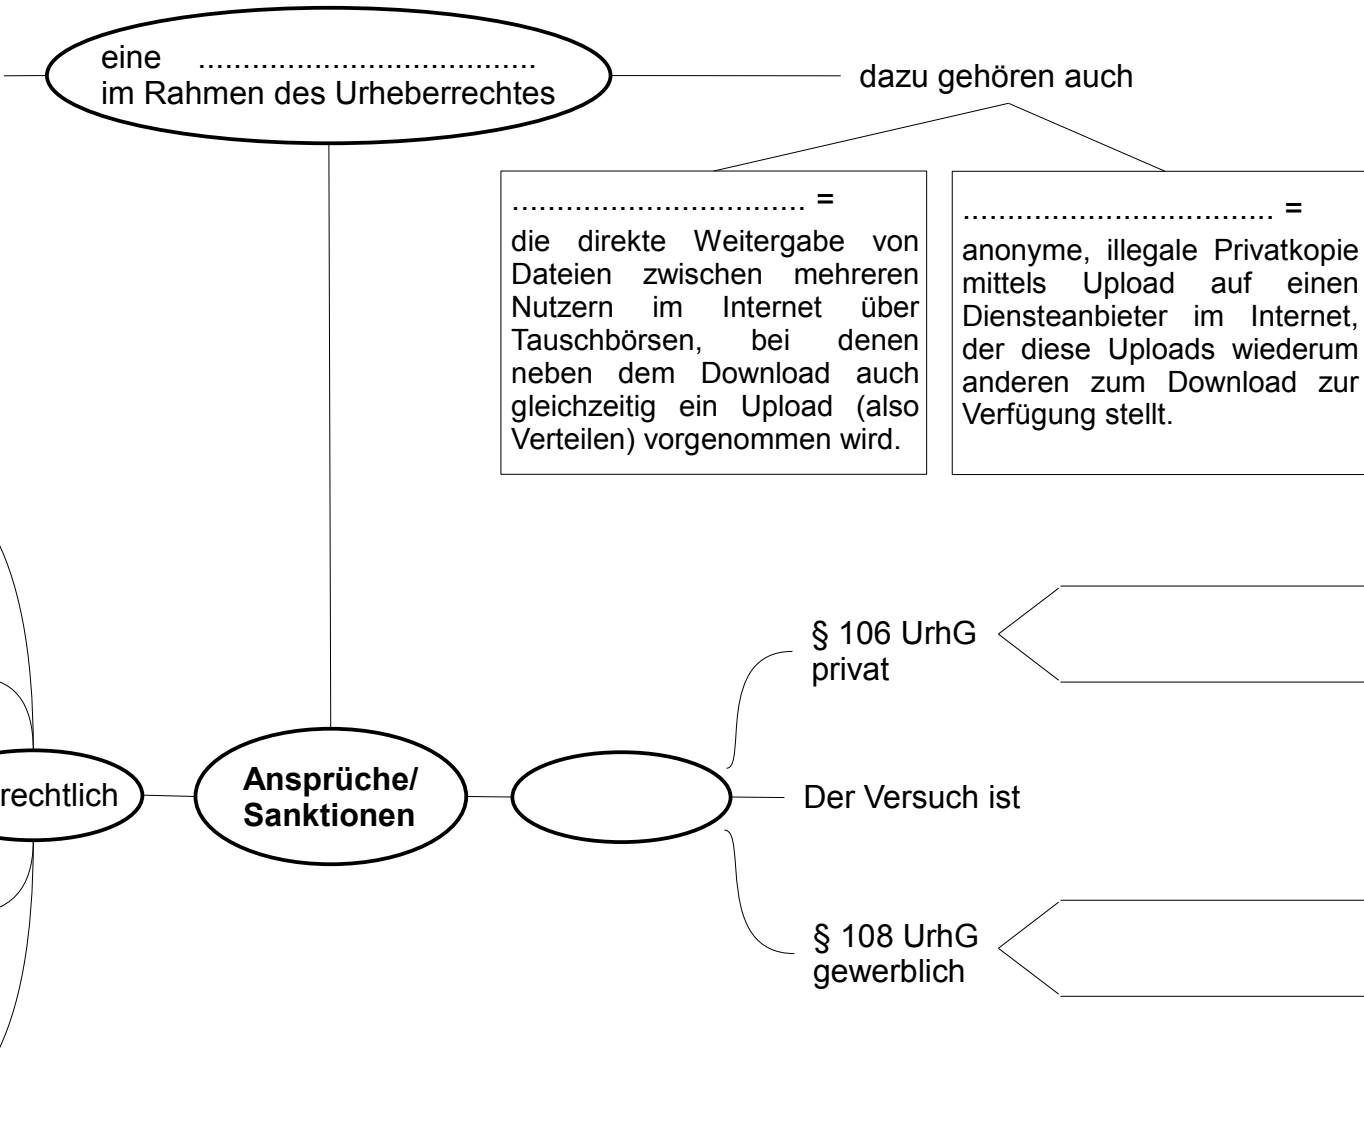 eine .....................................
im Rahmen des Urheberrechtes
dazu gehören auch
................................ =
die direkte Weitergabe von
Dateien zwischen mehreren
Nutzern im Internet über
Tauschbörsen, bei denen
neben dem Download auch
gleichzeitig ein Upload (also
Verteilen) vorgenommen wird.
.................................. =
anonyme, illegale Privatkopie
mittels Upload auf einen
Diensteanbieter im Internet,
der diese Uploads wiederum
anderen zum Download zur
Verfügung stellt.
§ 106 UrhG
privat
rechtlich
Ansprüche/
Sanktionen
Der Versuch ist
§ 108 UrhG
gewerblich